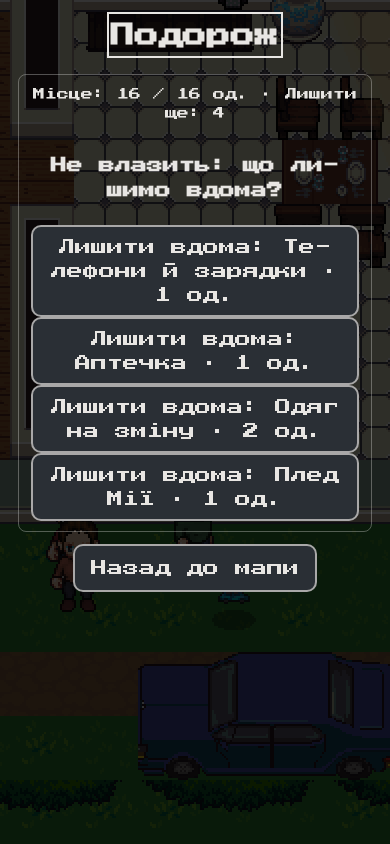 Подорож
Місце: 16 / 16 од. · Лишити
ще: 4
Не влазить: що ли-
шимо вдома?
Лишити вдома: Те-
лефони й зарядки ·
1 од.
Лишити вдома:
Аптечка · 1 од.
Лишити вдома: Одяг
на зміну · 2 од.
Лишити вдома: Плед
Мії · 1 од.
Назад до мапи